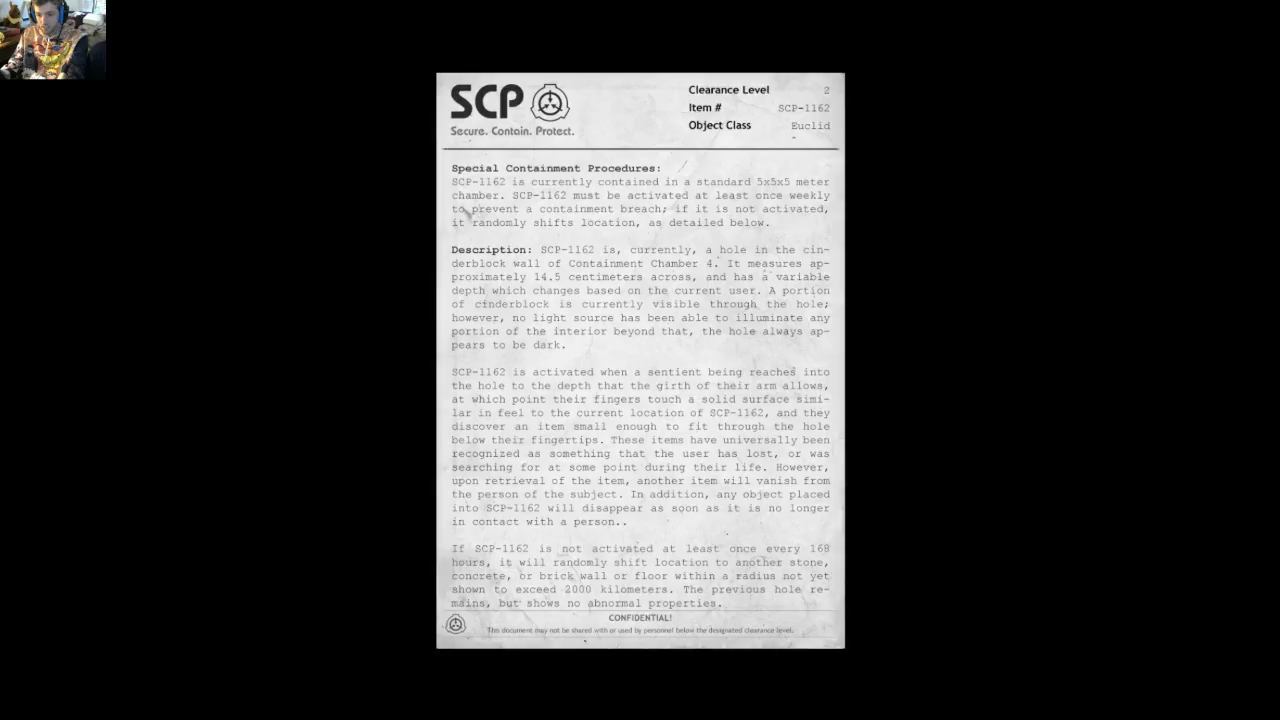 SCP
Secure. Contain. Protect.
Clearance Level 2
Item # SCP-1162
Object Class Euclid
Special Containment Procedures:
SCP-1162 is currently contained in a standard 5x5x5 meter
chamber. SCP-1162 must be activated at least once weekly
to prevent a containment breach; if it is not activated,
it randomly shifts location, as detailed below.
Description: SCP-1162 is, currently, a hole in the cin-
derblock wall of Containment Chamber 4. It measures ap-
proximately 14.5 centimeters across, and has a variable
depth which changes based on the current user. A portion
of cinderblock is currently visible through the hole;
however, no light source has been able to illuminate any
portion of the interior beyond that, the hole always ap-
pears to be dark.
SCP-1162 is activated when a sentient being reaches into
the hole to the depth that the girth of their arm allows,
at which point their fingers touch a solid surface simi-
lar in feel to the current location of SCP-1162, and they
discover an item small enough to fit through the hole
below their fingertips. These items have universally been
recognized as something that the user has lost, or was
searching for at some point during their life. However,
upon retrieval of the item, another item will vanish from
the person of the subject. In addition, any object placed
into SCP-1162 will disappear as soon as it is no longer
in contact with a person..
If SCP-1162 is not activated at least once every 168
hours, it will randomly shift location to another stone,
concrete, or brick wall or floor within a radius not yet
shown to exceed 2000 kilometers. The previous hole re-
mains, but shows no abnormal properties.
CONFIDENTIAL!
This document may not be shared with or used by personnel below the designated clearance level.